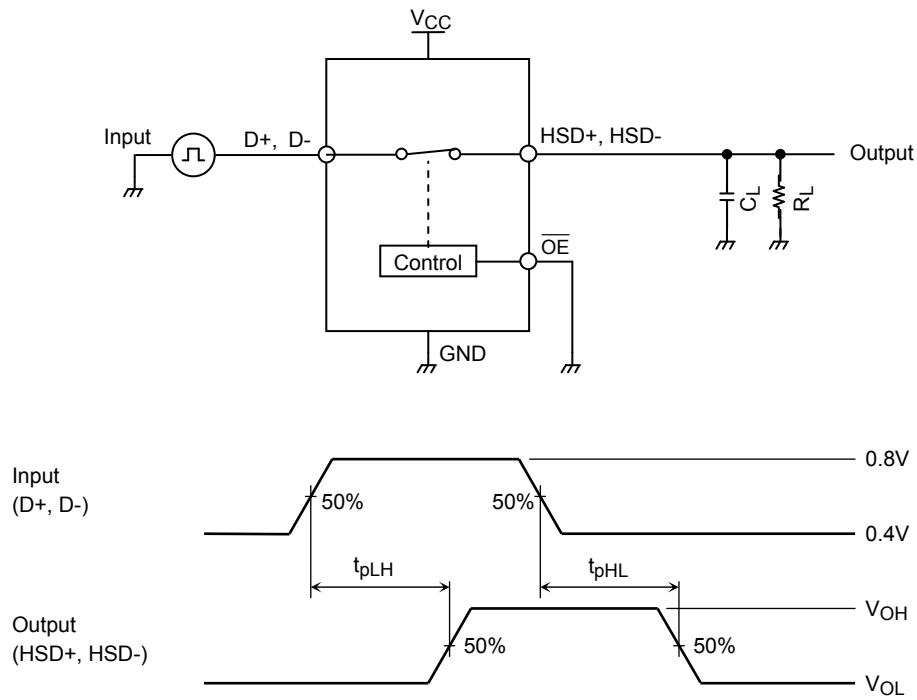 VCC
Input
D+, D-
HSD+, HSD-
Output
CL
RL
OE
Control
GND
Input
(D+, D-)
50%
50%
0.8V
0.4V
tpLH
tpHL
Output
(HSD+, HSD-)
50%
50%
VOH
VOL